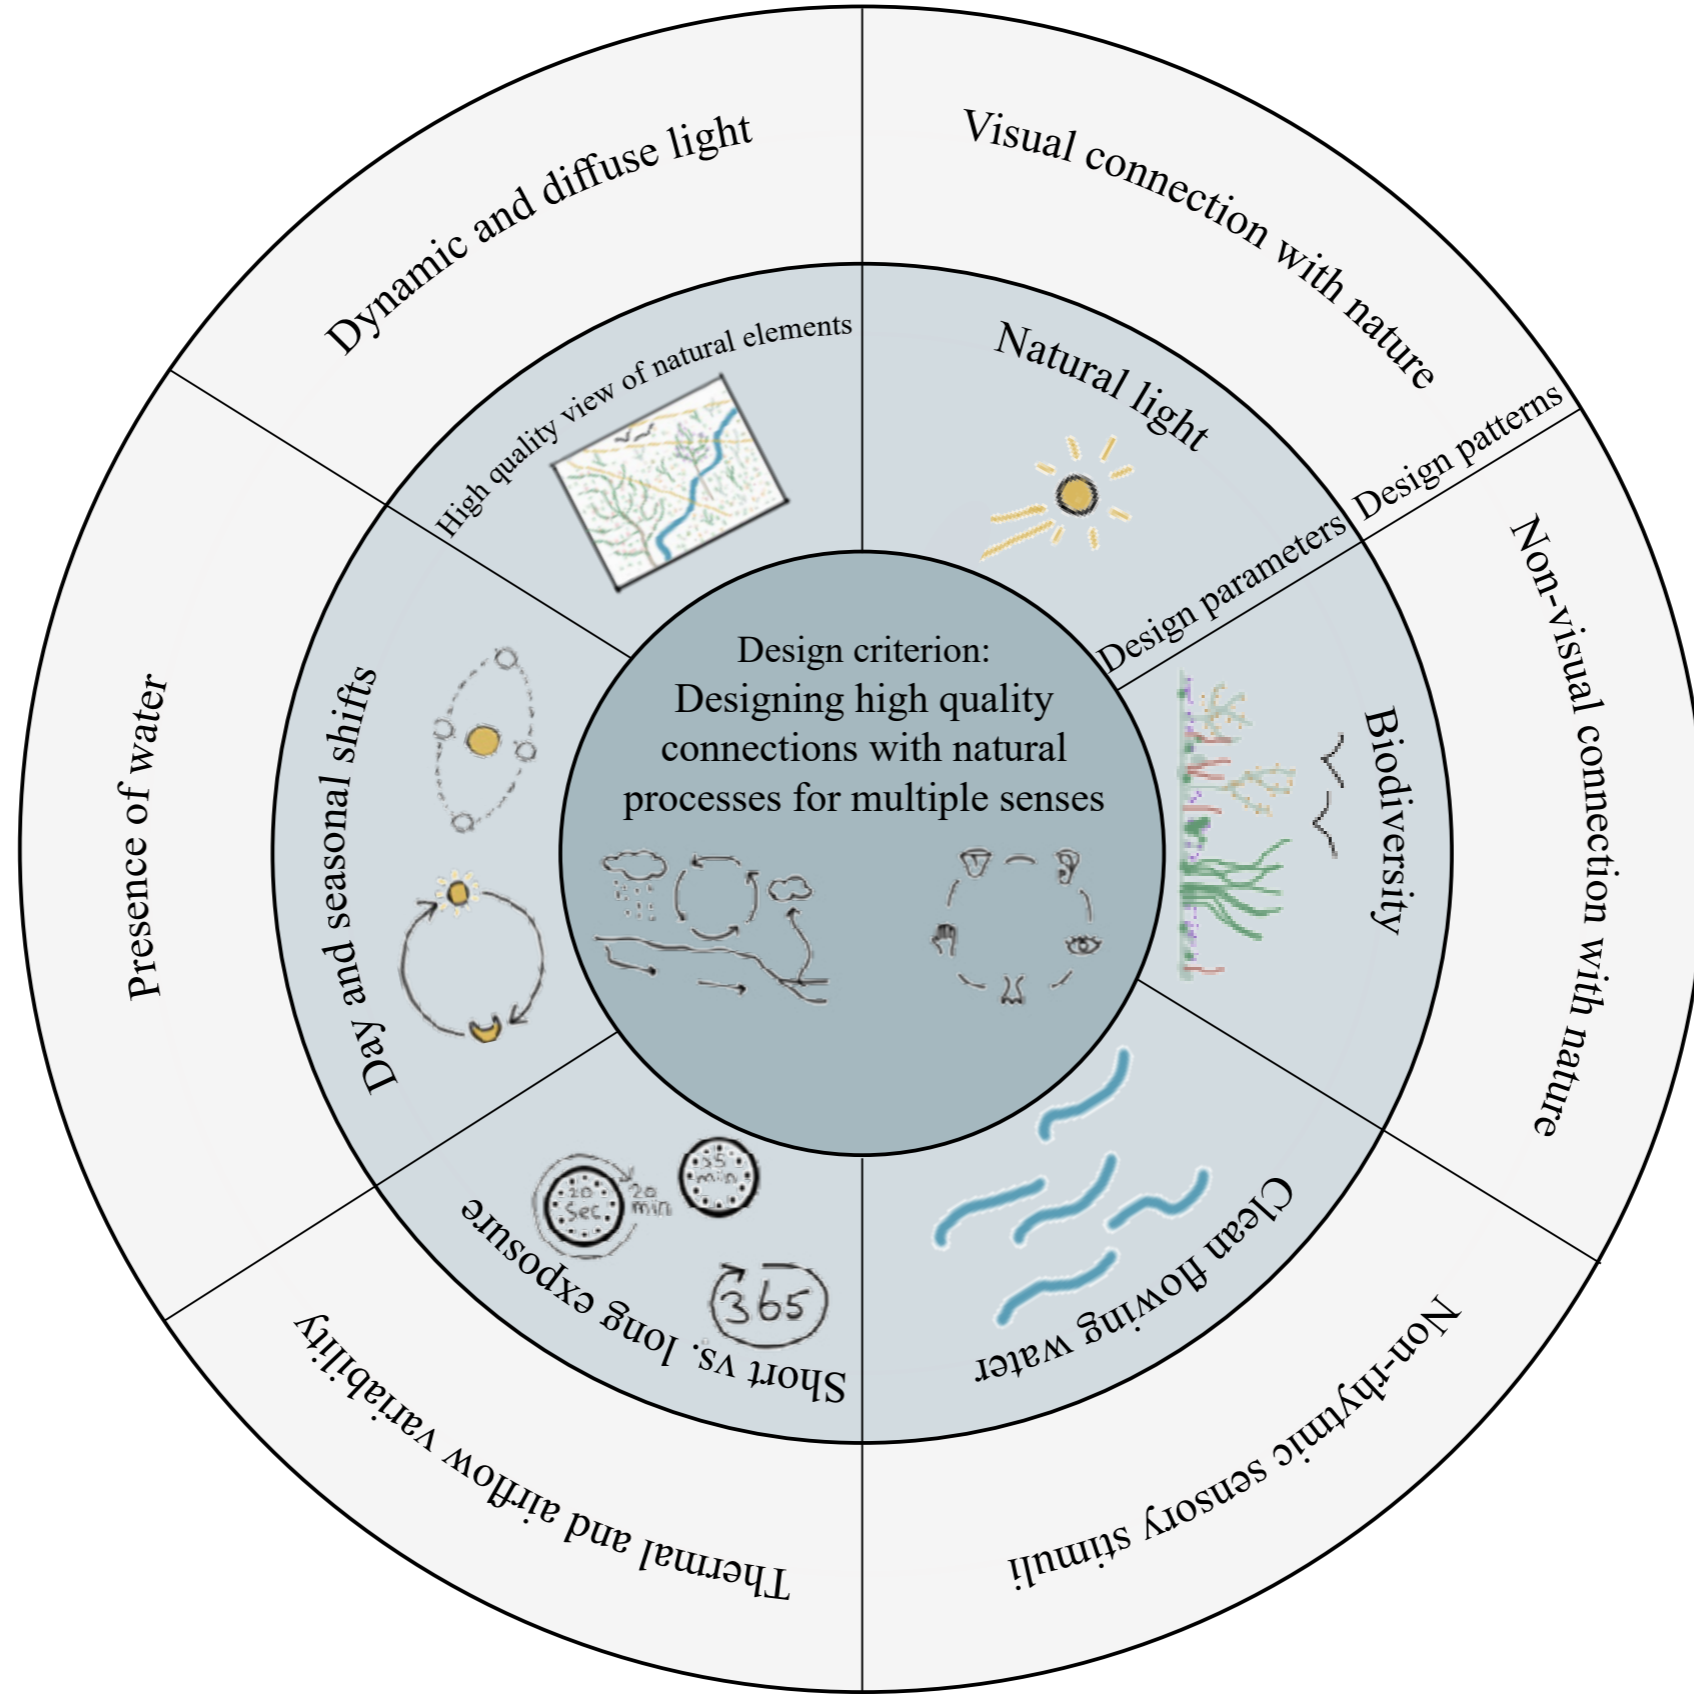 Dynamic and diffuse light
Visual connection with nature
Non-visual connection with nature
Non-rhytmic sensory stimuli
Thermal and airflow variability
Presence of water
Design patterns
Design parameters
High quality view of natural elements
Natural light
Biodiversity
Clean flowing water
Short vs. long exposure
Day and seasonal shifts
Design criterion:
Designing high quality
connections with natural
processes for multiple senses
20
Sec
20
min
min
365